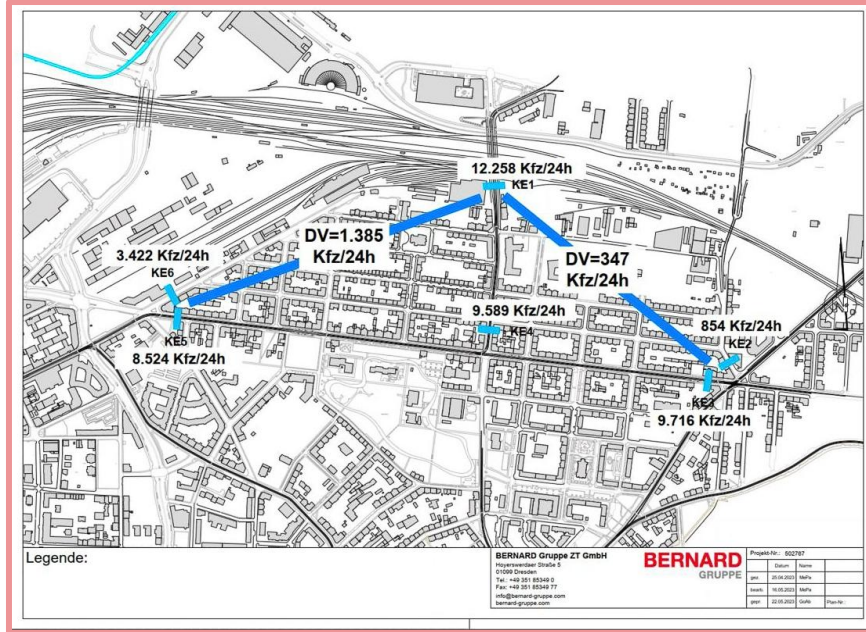 12.258 Kfz/24h
KE1
DV=1.385
Kfz/24h
DV=347
Kfz/24h
3.422 Kfz/24h
KE6
9.589 Kfz/24h
KE4
854 Kfz/24h
KE2
KE5
8.524 Kfz/24h
KE3
9.716 Kfz/24h
Legende:
BERNARD Gruppe ZT GmbH
Hoyerswerdaer Straße 5
01099 Dresden
Tel.: +49 351 85349 0
Fax: +49 351 85349 77
info@bernard-gruppe.com
bernard-gruppe.com
BERNARD
GRUPPE
Projekt-Nr.: 502787
Datum Name
gez. 25.04.2023 MePa
bearb. 16.05.2023 MePa
gepr. 22.05.2023 GoAb Plan-Nr.: